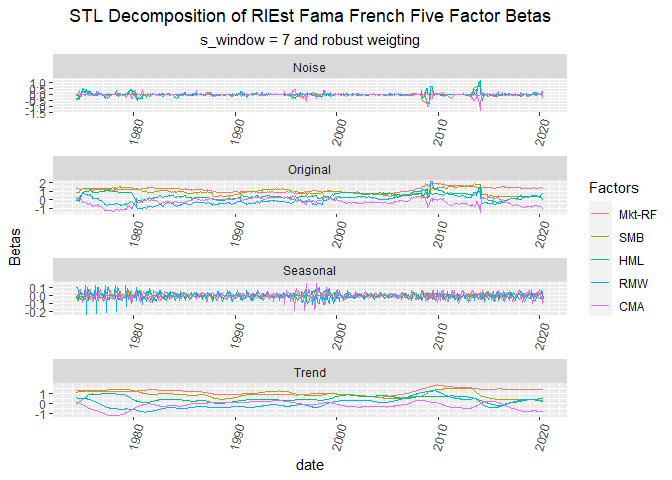 STL Decomposition of RlEst Fama French Five Factor Betas
s_window = 7 and robust weigting
Noise
1.0
0.5
0.0
-0.5
-1.0
-1.5
1980
1990
2000
2010
2020
Original
2
1
0
-1
1980
1990
2000
2010
2020
Seasonal
0.1
0.0
-0.1
-0.2
1980
1990
2000
2010
2020
Trend
1
0
-1
1980
1990
2000
2010
2020
date
Betas
Factors
Mkt-RF
SMB
HML
RMW
CMA